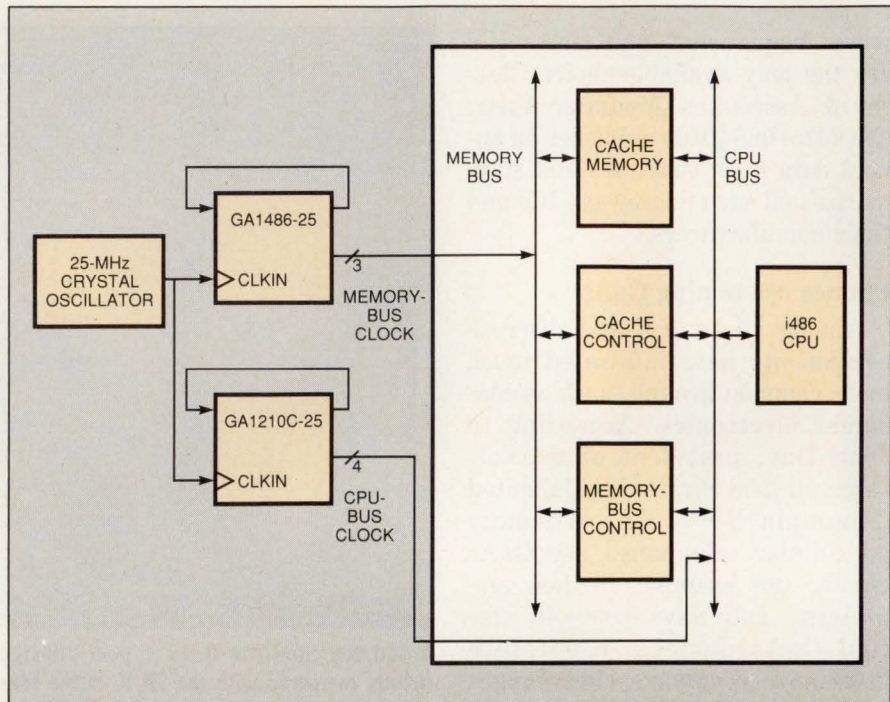 25-MHz
CRYSTAL
OSCILLATOR
GA1486-25
CLKIN
3
MEMORY-
BUS
CLOCK
GA1210C-25
CLKIN
4
CPU-
BUS
CLOCK
MEMORY
BUS
CACHE
MEMORY
CPU
BUS
CACHE
CONTROL
i486
CPU
MEMORY-
BUS
CONTROL